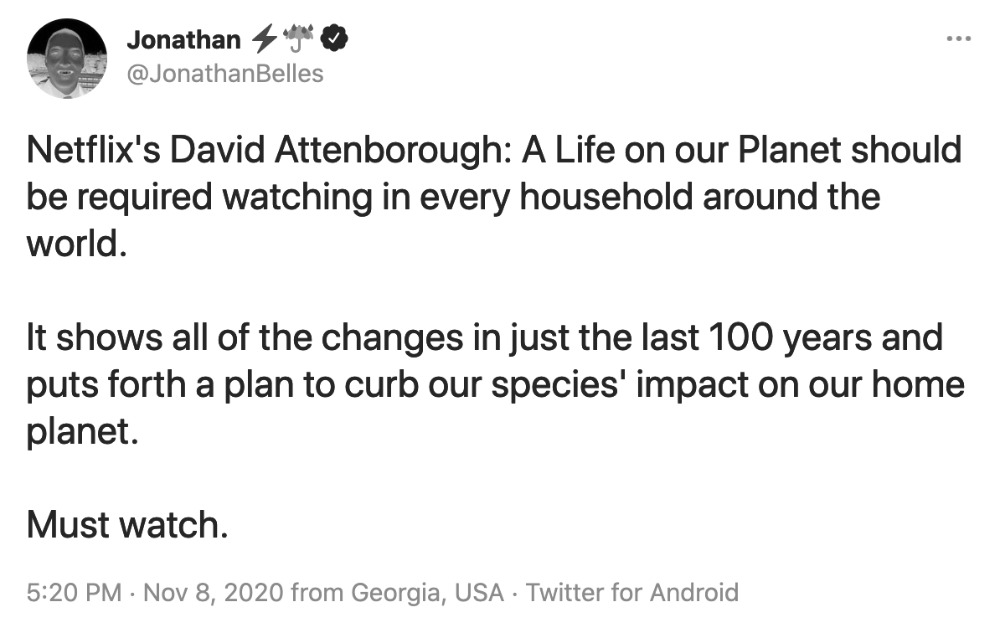 Jonathan ⚡☔
@JonathanBelles
Netflix's David Attenborough: A Life on our Planet should
be required watching in every household around the
world.
It shows all of the changes in just the last 100 years and
puts forth a plan to curb our species' impact on our home
planet.
Must watch.
5:20 PM · Nov 8, 2020 from Georgia, USA · Twitter for Android